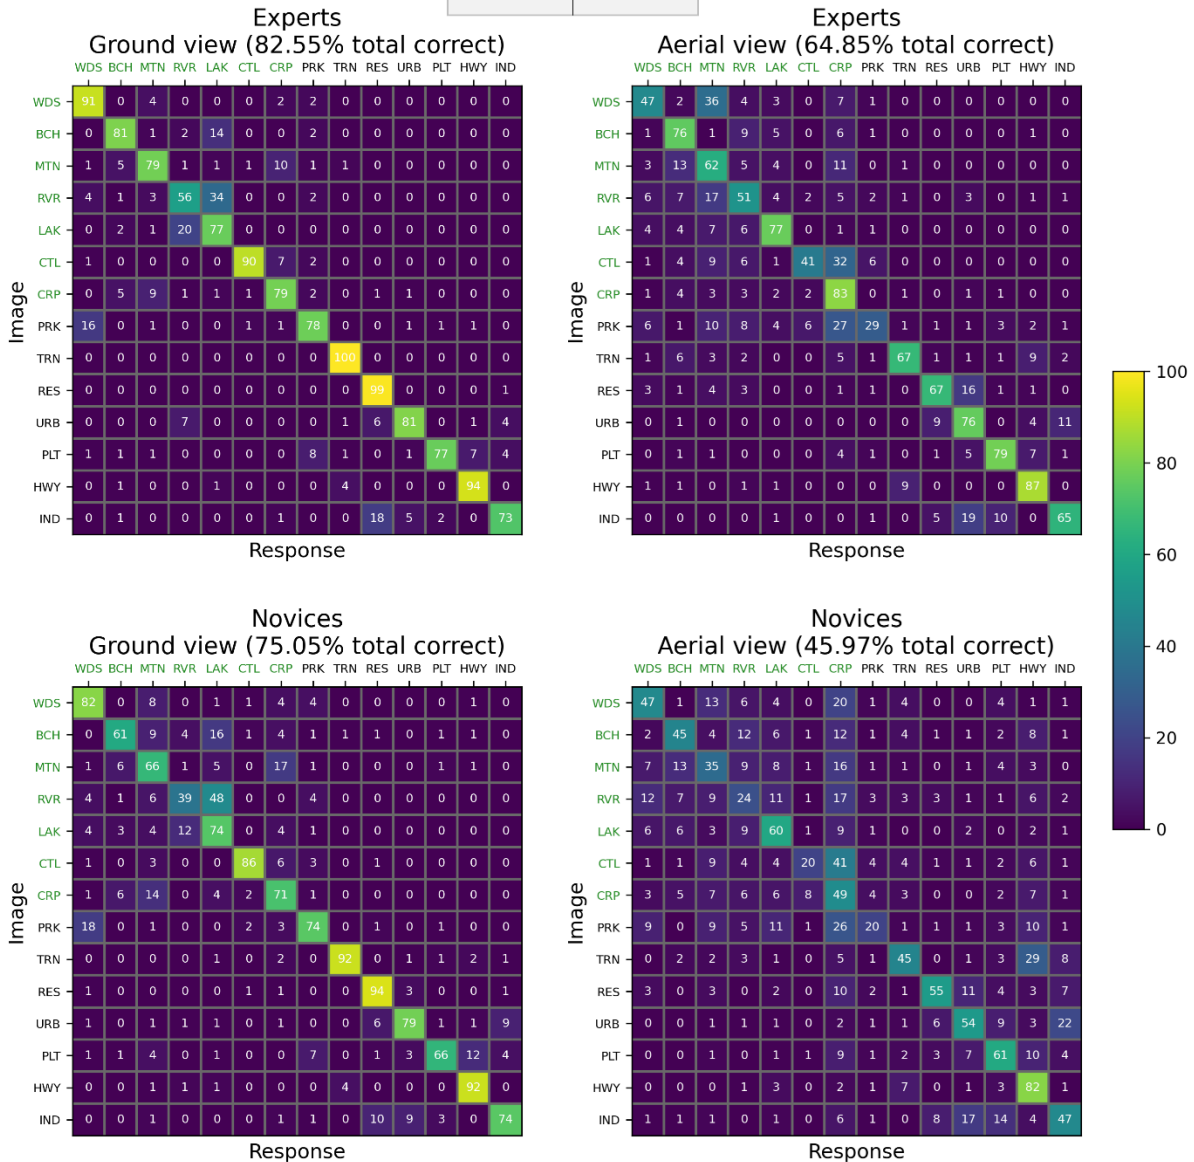 Experts
Ground view (82.55% total correct)
WDS BCH MTN RVR LAK CTL CRP PRK TRN RES URB PLT HWY IND
WDS 91 0 4 0 0 0 2 2 0 0 0 0 0 0
BCH 0 81 1 2 14 0 0 2 0 0 0 0 0 0
MTN 1 5 79 1 1 1 10 1 1 0 0 0 0 0
RVR 4 1 3 56 34 0 0 2 0 0 0 0 0 0
LAK 0 2 1 20 77 0 0 0 0 0 0 0 0 0
CTL 1 0 0 0 0 90 7 2 0 0 0 0 0 0
CRP 0 5 9 1 1 1 79 2 0 1 1 0 0 0
PRK 16 0 1 0 0 1 1 78 0 0 1 1 1 0
TRN 0 0 0 0 0 0 0 0 100 0 0 0 0 0
RES 0 0 0 0 0 0 0 0 0 99 0 0 0 1
URB 0 0 0 7 0 0 0 0 1 6 81 0 1 4
PLT 1 1 1 0 0 0 0 8 1 0 1 77 7 4
HWY 0 1 0 0 1 0 0 0 4 0 0 0 94 0
IND 0 1 0 0 0 0 1 0 0 18 5 2 0 73
Image
Response
Experts
Aerial view (64.85% total correct)
WDS BCH MTN RVR LAK CTL CRP PRK TRN RES URB PLT HWY IND
WDS 47 2 36 4 3 0 7 1 0 0 0 0 0 0
BCH 1 76 1 9 5 0 6 1 0 0 0 0 1 0
MTN 3 13 62 5 4 0 11 0 1 0 0 0 0 0
RVR 6 7 17 51 4 2 5 2 1 0 3 0 1 1
LAK 4 4 7 6 77 0 1 1 0 0 0 0 0 0
CTL 1 4 9 6 1 41 32 6 0 0 0 0 0 0
CRP 1 4 3 3 2 2 83 0 1 0 1 1 0 0
PRK 6 1 10 8 4 6 27 29 1 1 1 3 2 1
TRN 1 6 3 2 0 0 5 1 67 1 1 1 9 2
RES 3 1 4 3 0 0 1 1 0 67 16 1 1 0
URB 0 0 0 1 0 0 0 0 0 9 76 0 4 11
PLT 0 1 0 1 0 0 4 1 0 1 5 79 7 1
HWY 1 1 0 1 1 0 0 0 9 0 0 0 87 0
IND 0 0 0 0 1 0 0 1 0 5 19 10 0 65
Image
Response
100
80
60
40
20
0
Novices
Ground view (75.05% total correct)
WDS BCH MTN RVR LAK CTL CRP PRK TRN RES URB PLT HWY IND
WDS 82 0 8 0 1 1 4 4 0 0 0 0 1 0
BCH 0 61 9 4 16 1 4 1 1 1 0 1 1 0
MTN 1 6 66 1 5 0 17 1 0 0 0 1 1 0
RVR 4 1 6 39 48 0 0 4 0 0 0 0 0 0
LAK 4 3 4 12 74 0 4 1 0 0 0 0 0 0
CTL 1 0 3 0 0 86 6 3 0 1 0 0 0 0
CRP 1 6 14 0 4 2 71 1 0 0 0 0 0 0
PRK 18 0 1 0 0 2 3 74 0 1 0 1 0 0
TRN 0 0 0 0 1 0 2 0 92 0 1 1 2 1
RES 1 0 0 0 0 1 1 0 0 94 3 0 0 1
URB 1 0 1 1 1 0 1 0 0 6 79 1 1 9
PLT 1 1 4 0 1 0 0 7 0 1 3 66 12 4
HWY 0 0 1 1 1 0 0 0 4 0 0 0 92 0
IND 0 0 1 0 0 0 1 1 0 10 9 3 0 74
Image
Response
Novices
Aerial view (45.97% total correct)
WDS BCH MTN RVR LAK CTL CRP PRK TRN RES URB PLT HWY IND
WDS 47 1 13 6 4 0 20 1 4 0 0 4 1 1
BCH 2 45 4 12 6 1 12 1 4 1 1 2 8 1
MTN 7 13 35 9 8 1 16 1 1 0 1 4 3 1
RVR 12 7 9 24 11 1 17 3 3 3 1 1 6 2
LAK 6 6 3 9 60 1 9 1 0 0 2 0 2 1
CTL 1 1 9 4 4 20 41 4 4 1 1 2 6 1
CRP 3 5 7 6 6 8 49 4 3 0 0 2 7 1
PRK 9 0 9 5 11 1 26 20 1 1 1 3 10 1
TRN 0 2 2 3 1 0 5 1 45 0 1 3 29 8
RES 3 0 3 0 2 0 10 2 1 55 11 4 3 7
URB 0 0 1 1 1 0 2 1 1 6 54 9 3 22
PLT 0 0 1 0 1 1 9 1 2 3 7 61 10 4
HWY 0 0 0 1 3 0 2 1 7 0 1 3 82 1
IND 1 1 1 0 1 0 6 0 0 8 17 14 4 47
Image
Response